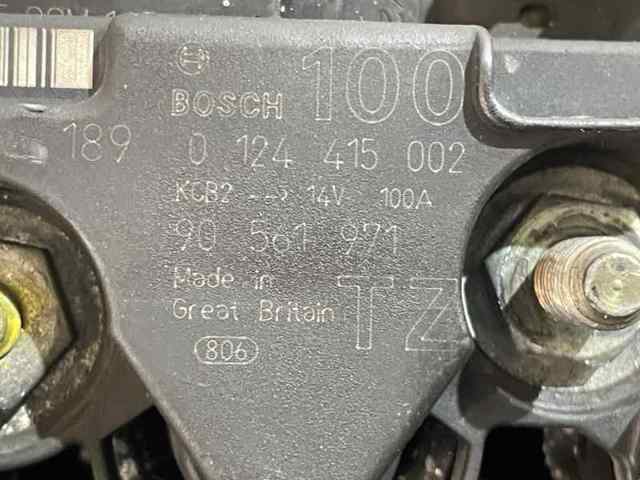 BOSCH 100
189 0 124 415 002
KCB2 --> 14V 100A
90 561 971
Made in
Great Britain TZ
806